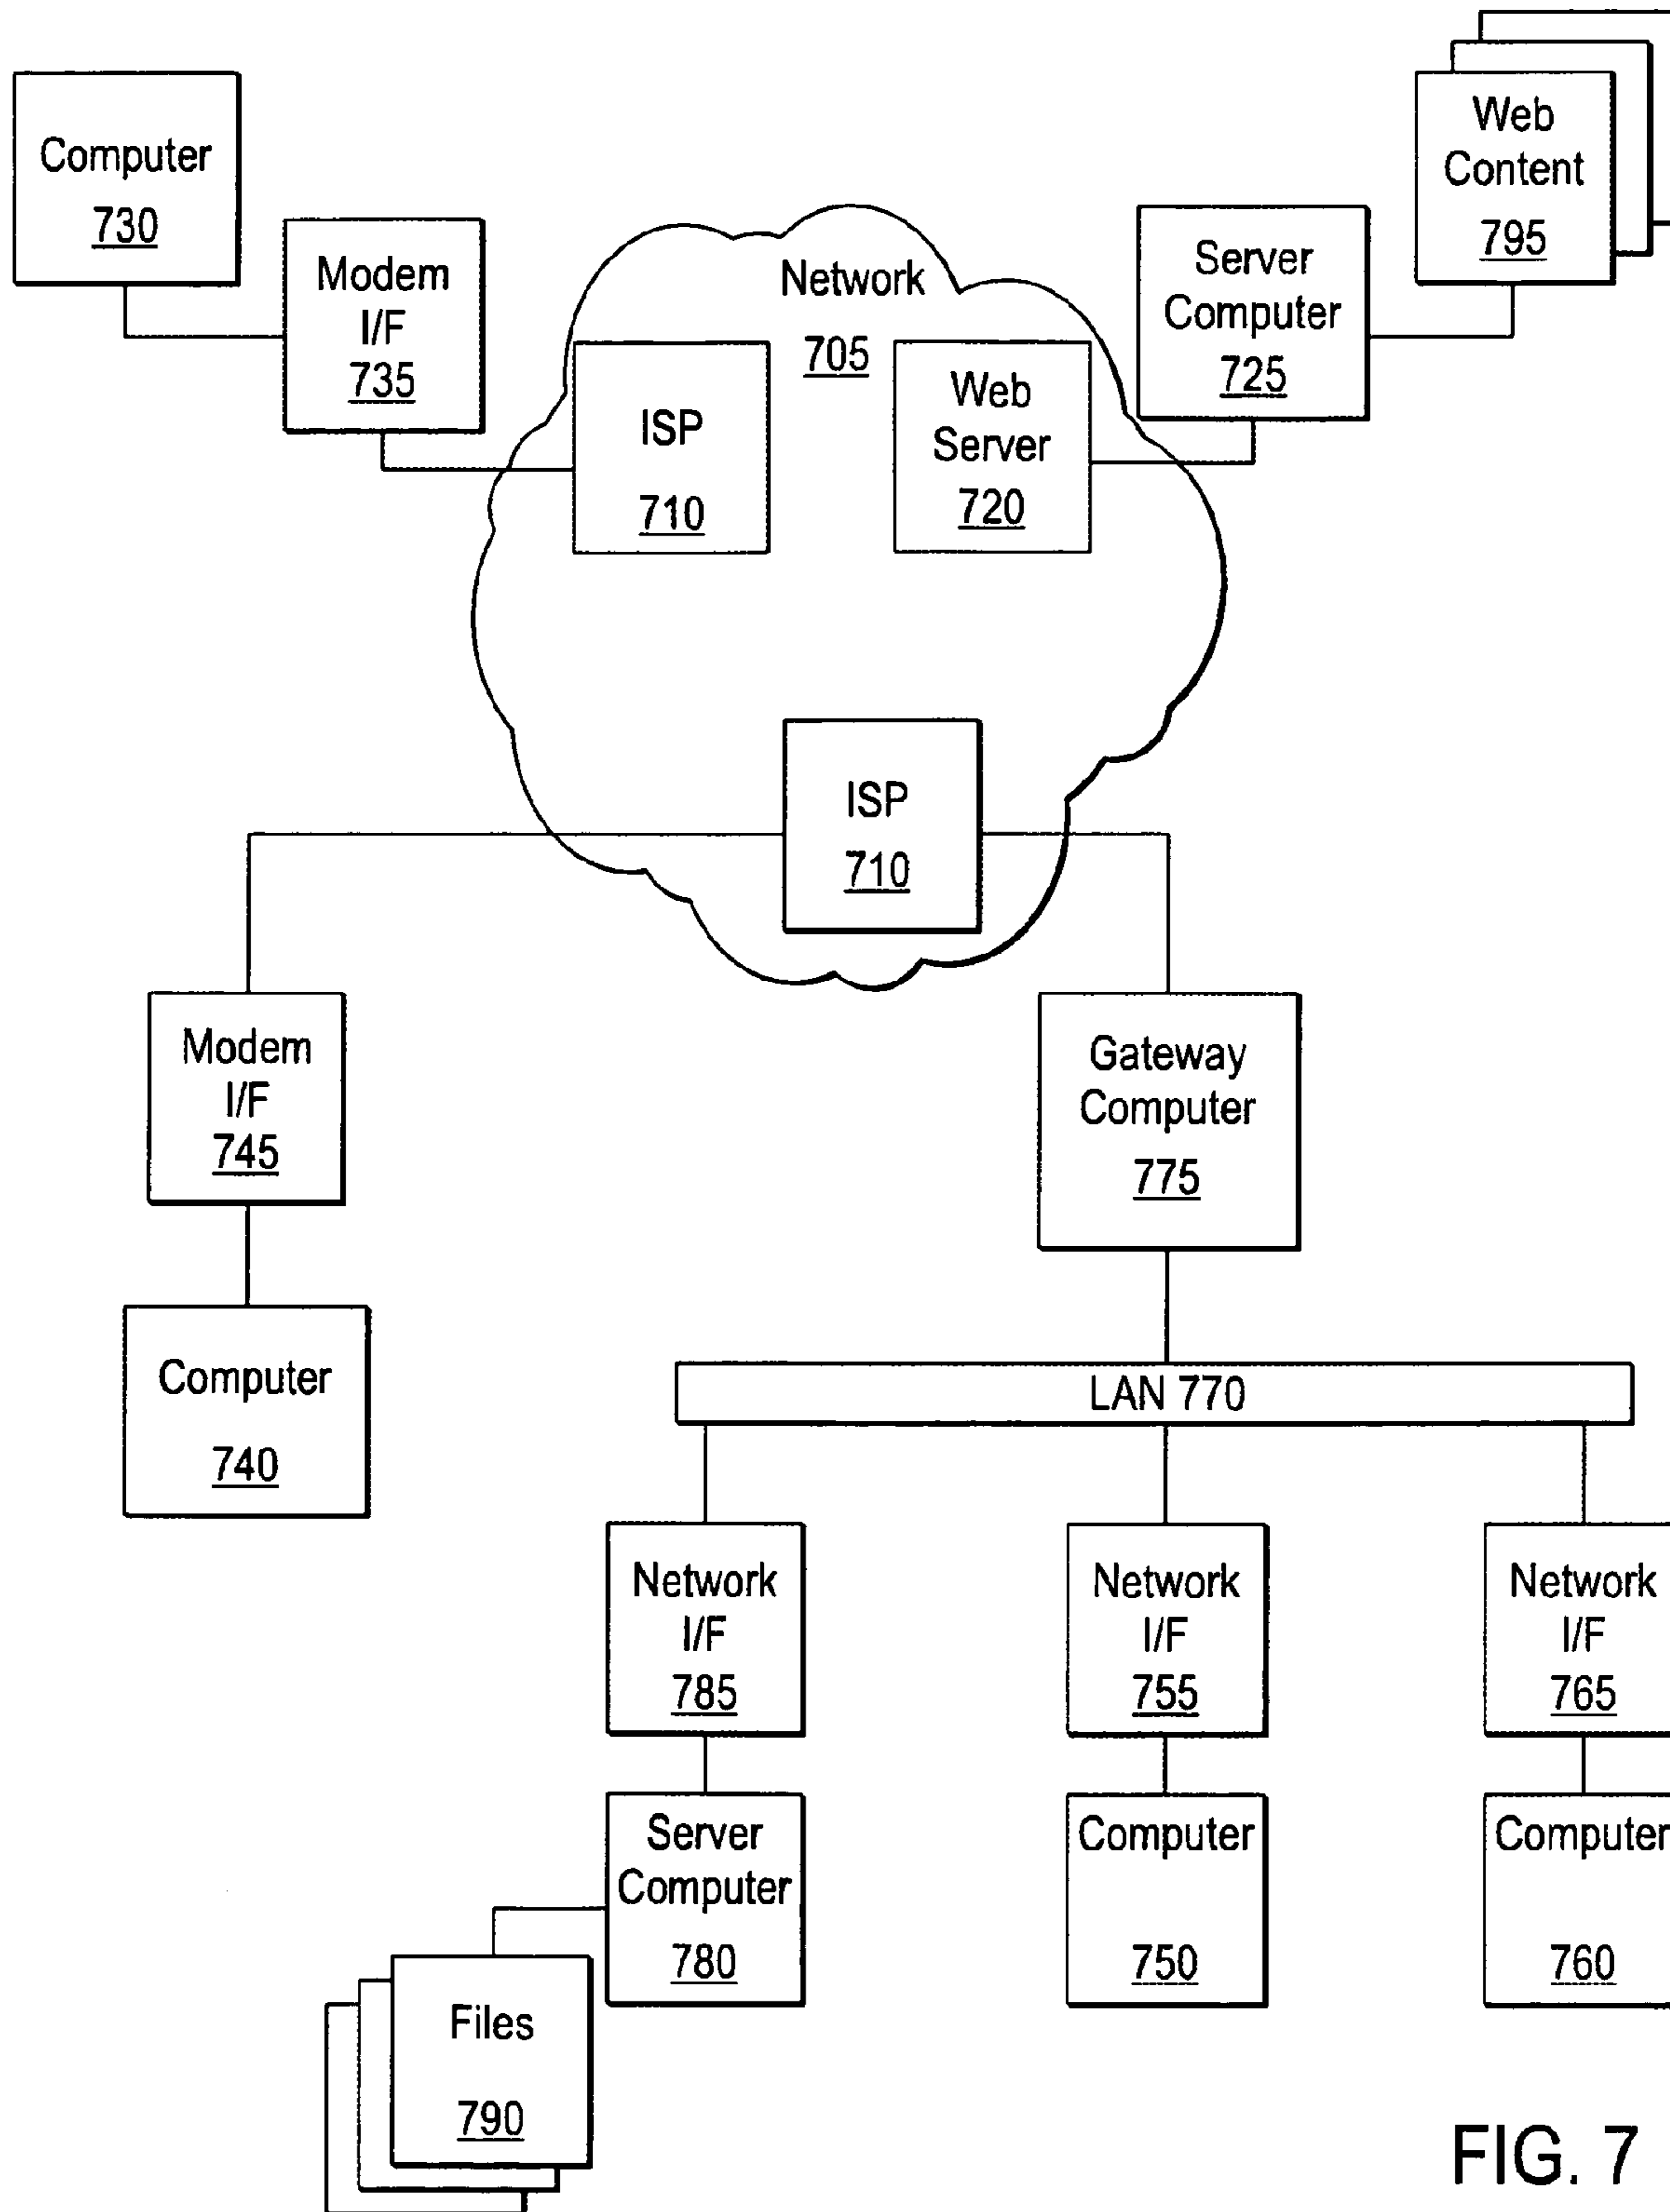 Computer
730
Modem
I/F
735
Network
705
ISP
710
Web
Server
720
Server
Computer
725
Web
Content
795
ISP
710
Modem
I/F
745
Computer
740
Gateway
Computer
775
LAN 770
Network
I/F
785
Network
I/F
755
Network
I/F
765
Server
Computer
780
Computer
750
Computer
760
Files
790
FIG. 7